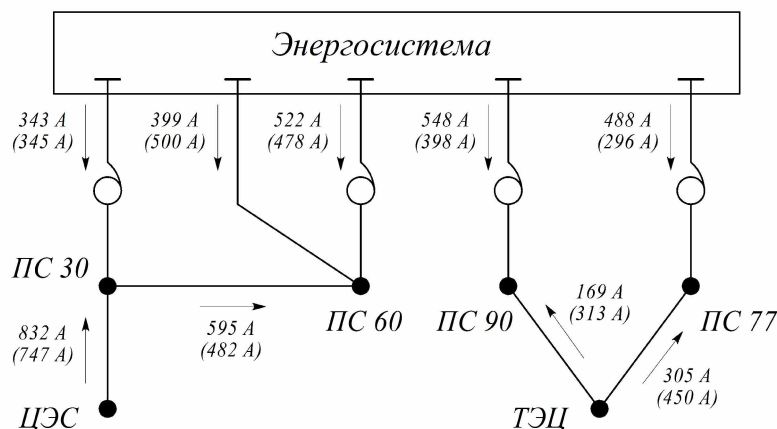 Энергосистема
343 А
(345 А)
399 А
(500 А)
522 А
(478 А)
548 А
(398 А)
488 А
(296 А)
ПС 30
ПС 60
ПС 90
ПС 77
832 А
(747 А)
595 А
(482 А)
169 А
(313 А)
305 А
(450 А)
ЦЭС
ТЭЦ